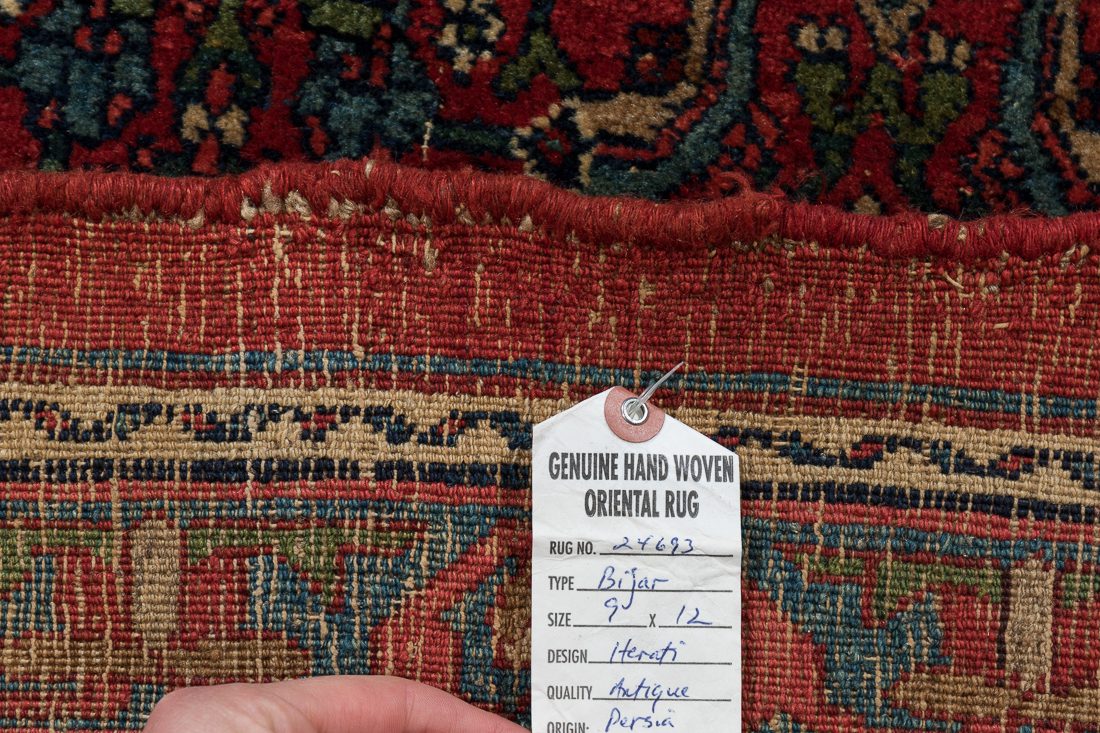 GENUINE HAND WOVEN
ORIENTAL RUG
RUG NO. 24693
TYPE Bijar
SIZE 9 X 12
DESIGN Herati
QUALITY Antique
ORIGIN: Persia